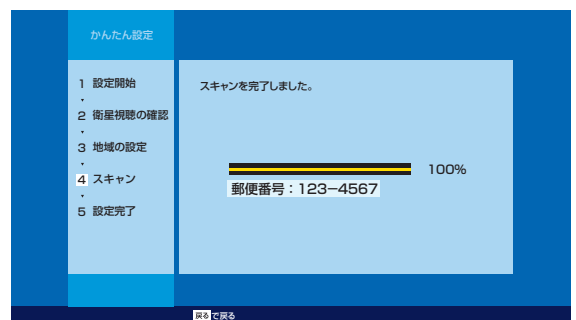 かんたん設定
1 設定開始
・
2 衛星視聴の確認
・
3 地域の設定
・
4 スキャン
・
5 設定完了
スキャンを完了しました。
100%
郵便番号：123−4567
戻るで戻る